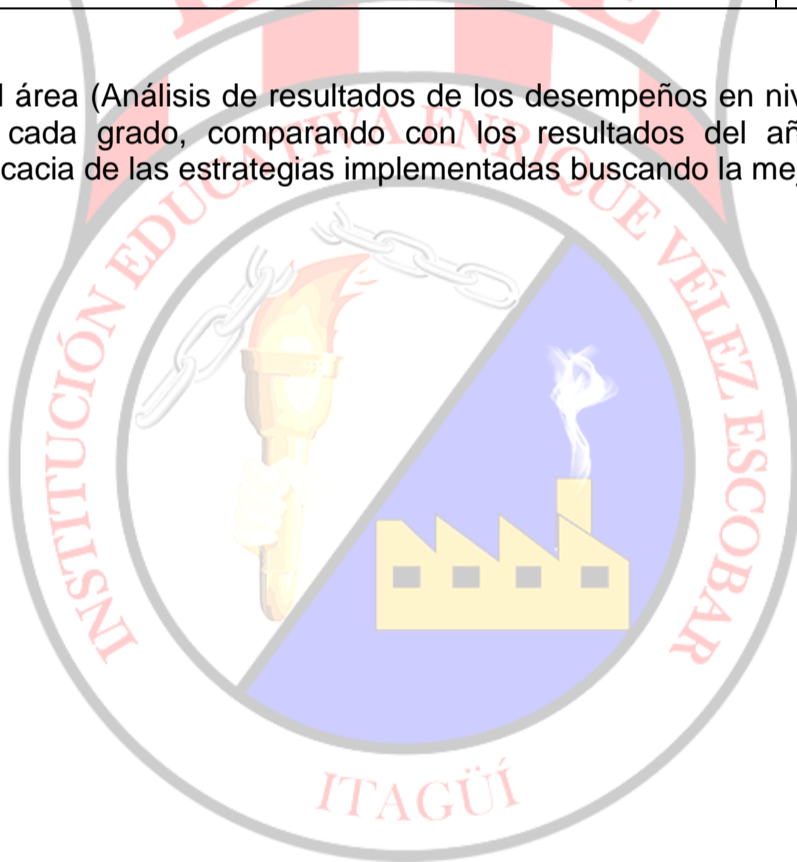 l área (Análisis de resultados de los desempeños en niv
cada grado, comparando con los resultados del añ
cacia de las estrategias implementadas buscando la mej
INSTITUCIÓN EDUCATIVA ENRIQUE VÉLEZ ESCOBAR
ITAGÜÍ